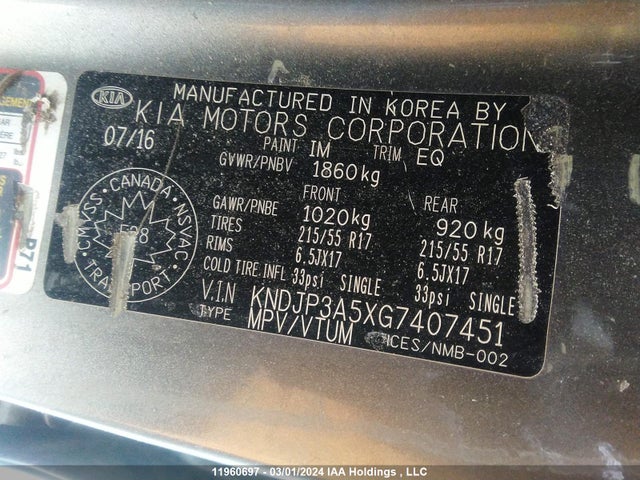 KIA
MANUFACTURED IN KOREA BY
KIA MOTORS CORPORATION
07/16
PAINT IM TRIM EQ
GVWR/PNBV 1860kg
FRONT REAR
GAWR/PNBE 1020kg 920kg
TIRES 215/55 R17 215/55 R17
RIMS 6.5JX17 6.5JX17
COLD TIRE INFL 33psi SINGLE 33psi SINGLE
V.I.N KNDJP3A5XG7407451
TYPE MPV/VTUM ICES/NMB-002
CANADA
NSVAC
TRANSPORT
P71
11960697 - 03/01/2024 IAA Holdings , LLC